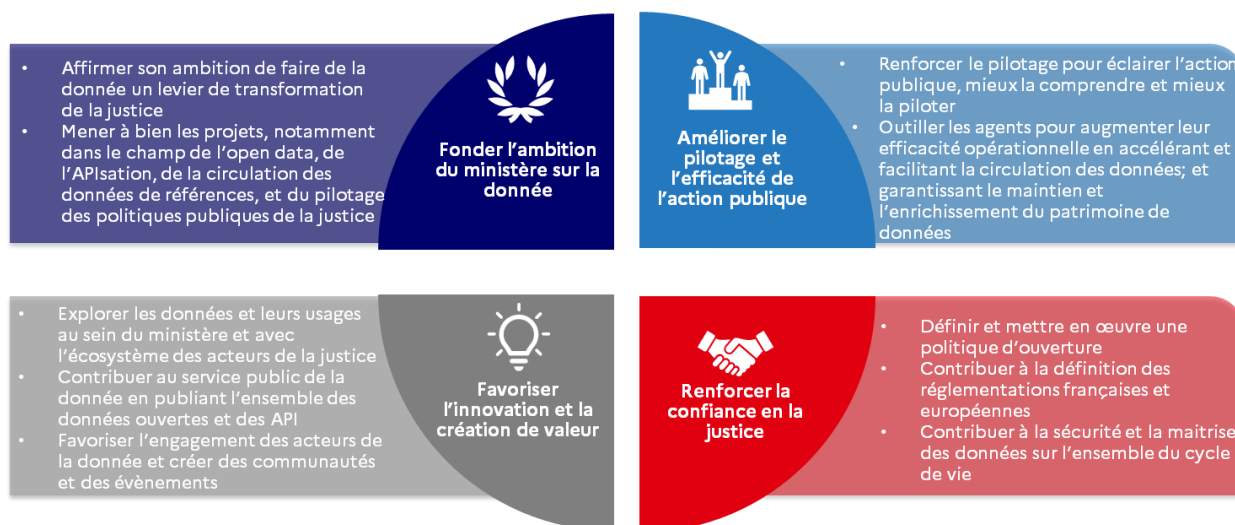 • Affirmer son ambition de faire de la
donnée un levier de transformation
de la justice
• Mener à bien les projets, notamment
dans le champ de l'open data, de
l'APIsation, de la circulation des
données de références, et du pilotage
des politiques publiques de la justice
Fonder l'ambition
du ministère sur la
donnée
Améliorer le
pilotage et
l'efficacité de
l'action publique
• Renforcer le pilotage pour éclairer l'action
publique, mieux la comprendre et mieux
la piloter
• Outiller les agents pour augmenter leur
efficacité opérationnelle en accélérant et
facilitant la circulation des données; et
garantissant le maintien et
l'enrichissement du patrimoine de
données
• Explorer les données et leurs usages
au sein du ministère et avec
l'écosystème des acteurs de la justice
• Contribuer au service public de la
donnée en publiant l'ensemble des
données ouvertes et des API
• Favoriser l'engagement des acteurs de
la donnée et créer des communautés
et des évènements
Favoriser
l'innovation et la
création de valeur
Renforcer la
confiance en la
justice
• Définir et mettre en œuvre une
politique d'ouverture
• Contribuer à la définition des
réglementations françaises et
européennes
• Contribuer à la sécurité et la maitrise
des données sur l'ensemble du cycle
de vie